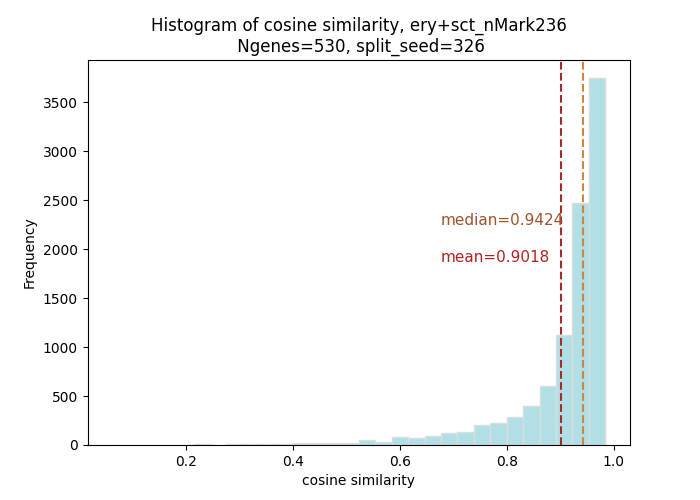 Histogram of cosine similarity, ery+sct_nMark236
Ngenes=530, split_seed=326
Frequency
3500
3000
2500
2000
1500
1000
500
0
median=0.9424
mean=0.9018
0.2
0.4
0.6
0.8
1.0
cosine similarity